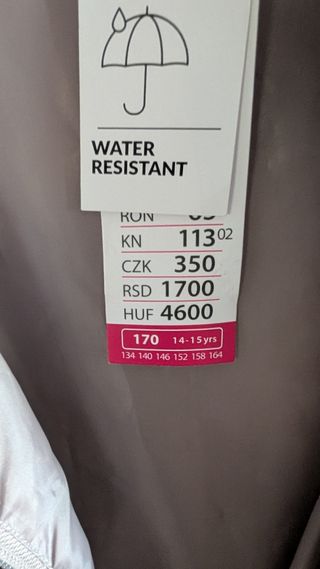 WATER
RESISTANT
RON
KN 113 02
CZK 350
RSD 1700
HUF 4600
170 14-15 yrs
134 140 146 152 158 164